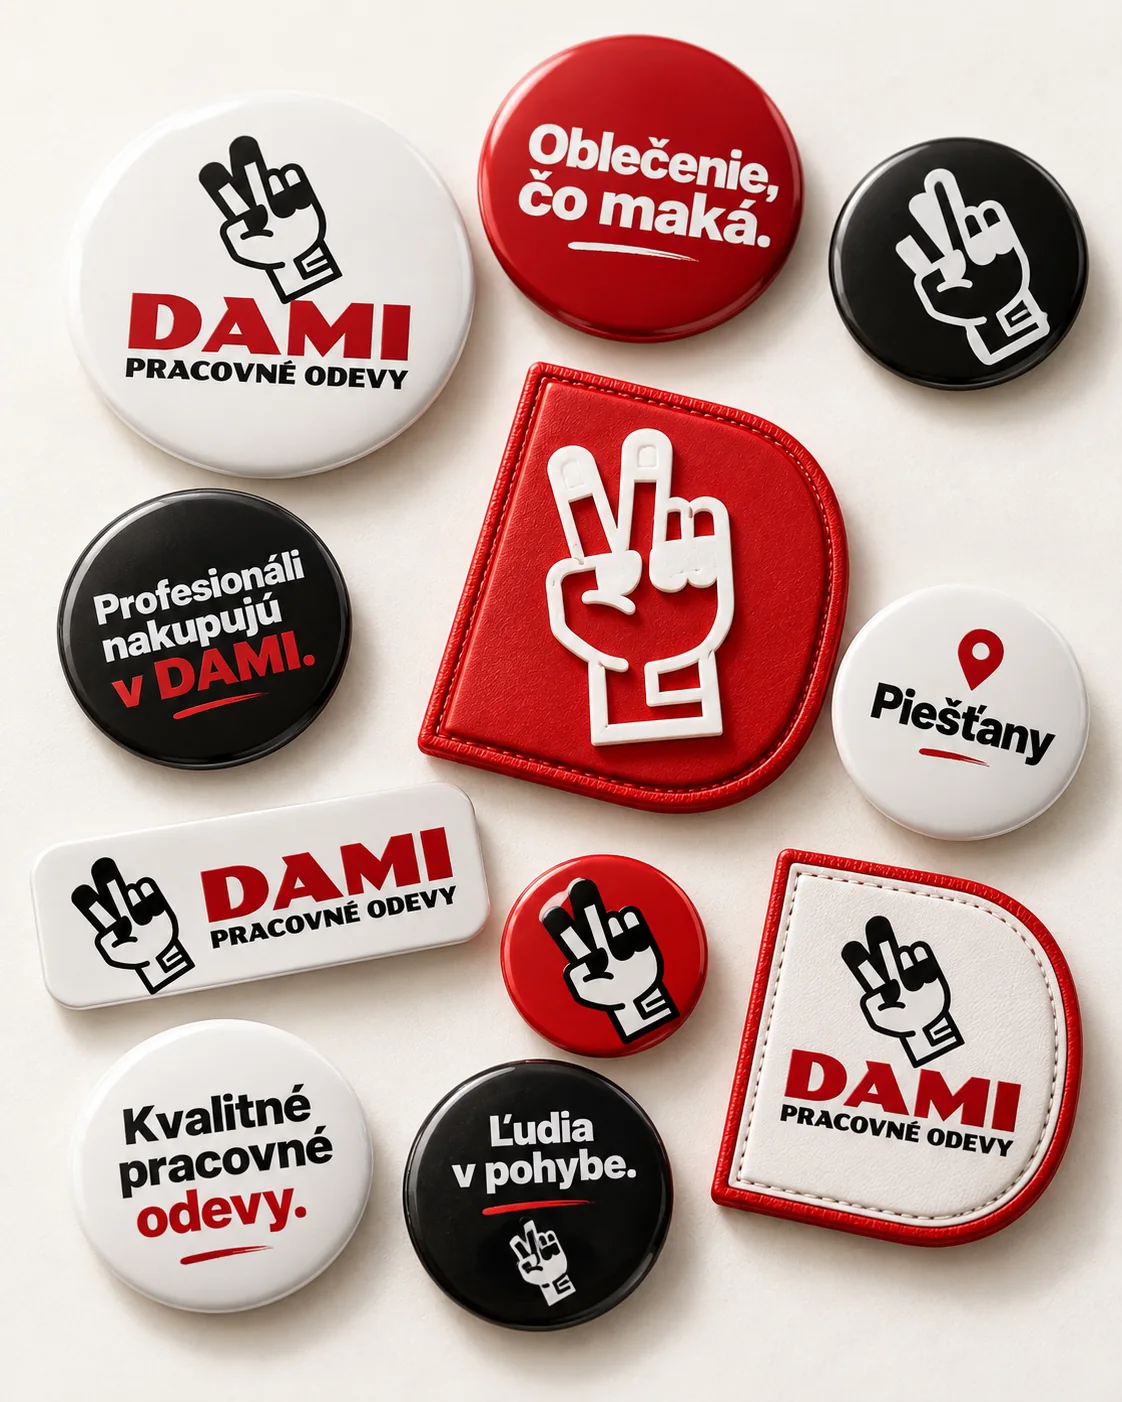 DAMI
PRACOVNÉ ODEVY
Oblečenie,
čo maká.
Profesionáli
nakupujú
v DAMI.
Piešťany
DAMI
PRACOVNÉ ODEVY
DAMI
PRACOVNÉ ODEVY
Kvalitné
pracovné
odevy.
Ľudia
v pohybe.